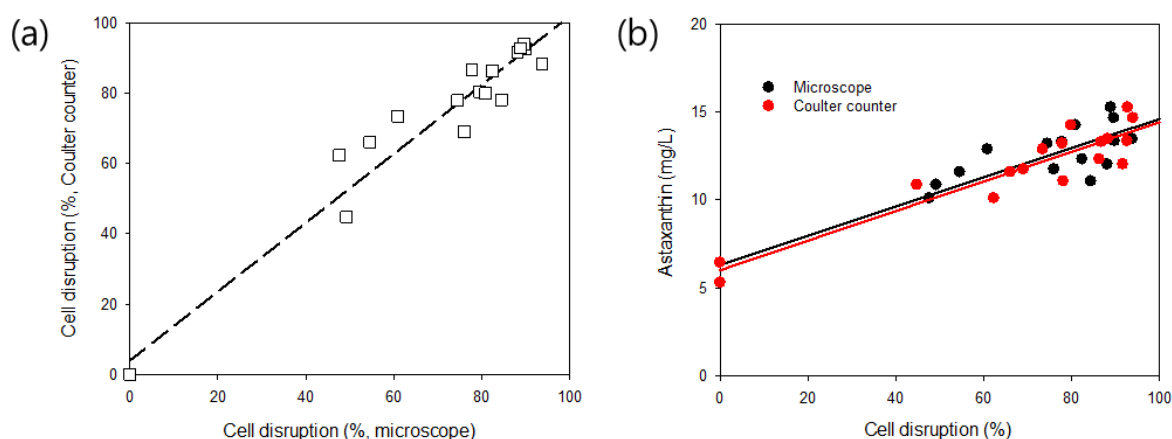 (a)
Cell disruption (%, Coulter counter)
100
80
60
40
20
0
0 20 40 60 80 100
Cell disruption (%, microscope)
(b)
Astaxanthin (mg/L)
20
15
10
5
0
Microscope
Coulter counter
0 20 40 60 80 100
Cell disruption (%)